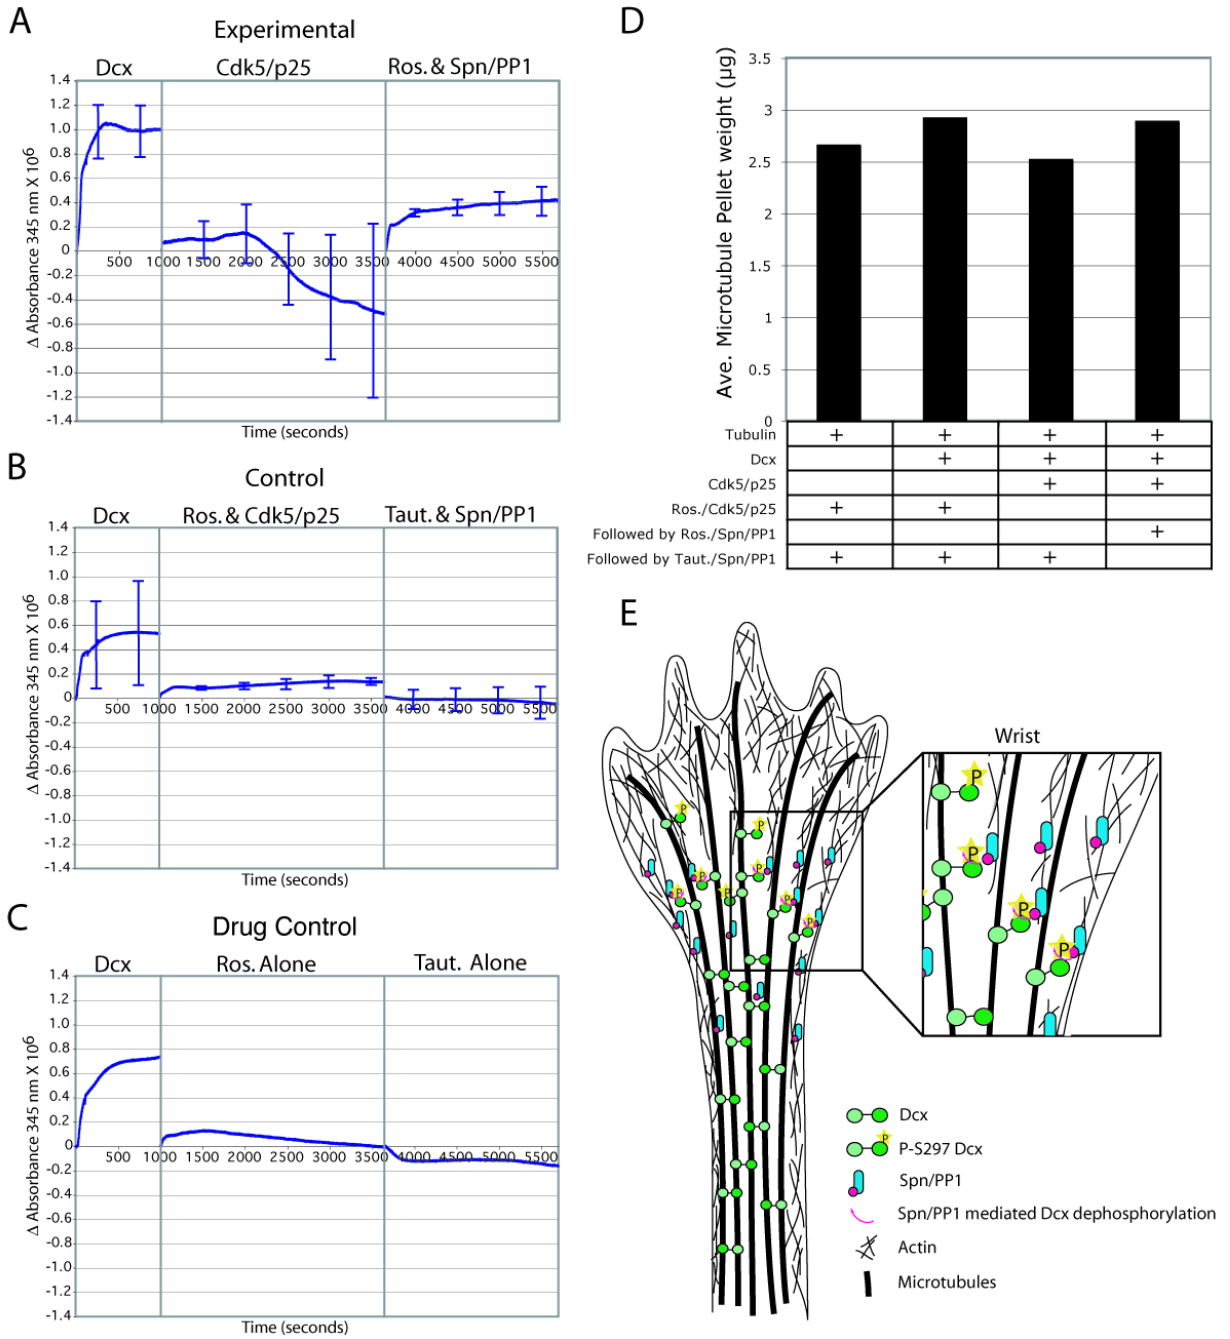 A
Experimental
Dcx Cdk5/p25 Ros. & Spn/PP1
1.4
1.2
1.0
0.8
0.6
0.4
0.2
0
-0.2
-0.4
-0.6
-0.8
-1.0
-1.2
-1.4
500 1000 1500 2000 2500 3000 3500 4000 4500 5000 5500
Δ Absorbance 345 nm X 10⁶
Time (seconds)
B
Control
Dcx Ros. & Cdk5/p25 Taut. & Spn/PP1
1.4
1.2
1.0
0.8
0.6
0.4
0.2
0
-0.2
-0.4
-0.6
-0.8
-1.0
-1.2
-1.4
500 1000 1500 2000 2500 3000 3500 4000 4500 5000 5500
Δ Absorbance 345 nm X 10⁶
Time (seconds)
C
Drug Control
Dcx Ros. Alone Taut. Alone
1.4
1.2
1.0
0.8
0.6
0.4
0.2
0
-0.2
-0.4
-0.6
-0.8
-1.0
-1.2
-1.4
500 1000 1500 2000 2500 3000 3500 4000 4500 5000 5500
Δ Absorbance 345 nm X 10⁶
Time (seconds)
D
3.5
3
2.5
2
1.5
1
0.5
0
Ave. Microtubule Pellet weight (µg)
Tubulin + + + +
Dcx + + +
Cdk5/p25 + +
Ros./Cdk5/p25 + +
Followed by Ros./Spn/PP1 +
Followed by Taut./Spn/PP1 + + +
E
Wrist
P
P
P
P
P
P
P
P
P
P
P
P
Dcx
P
P-S297 Dcx
Spn/PP1
Spn/PP1 mediated Dcx dephosphorylation
Actin
Microtubules